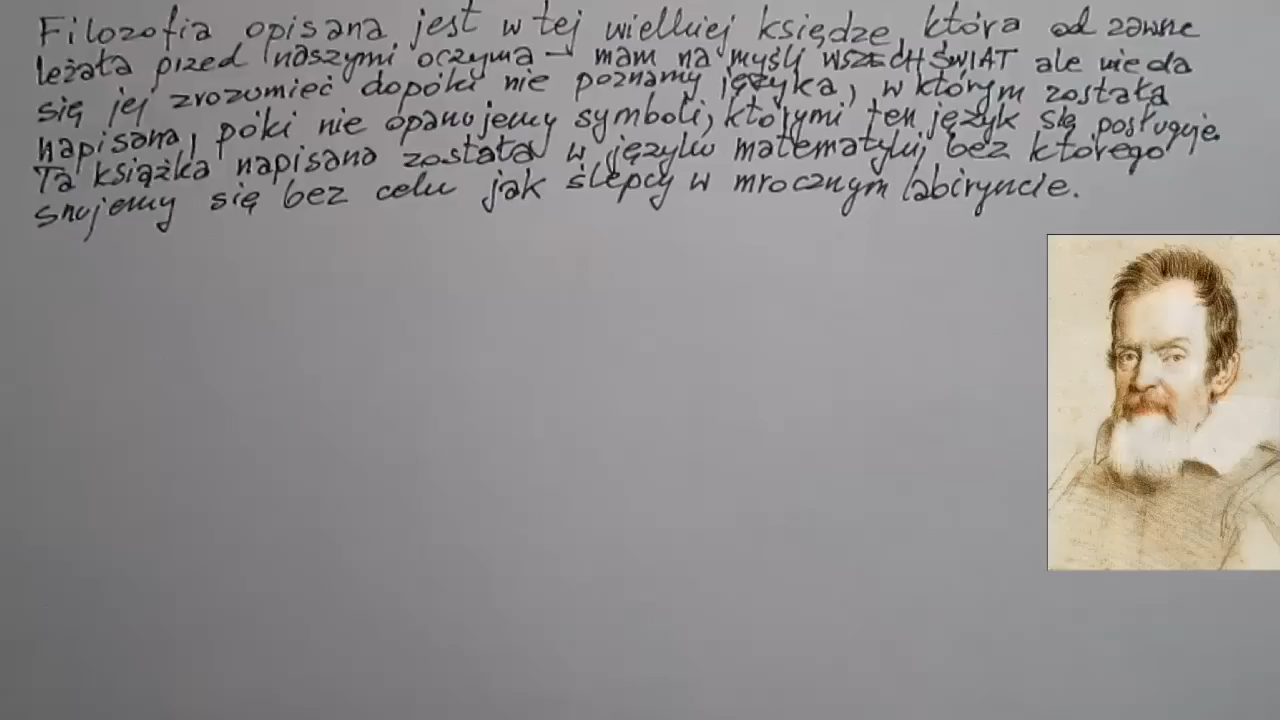 Filozofia opisana jest w tej wielkiej księdze, która od zawsze
leżała przed naszymi oczyma – mam na myśli WSZECHŚWIAT ale nie da
się jej zrozumieć dopóki nie poznamy języka, w którym została
napisana, póki nie opanujemy symboli, którymi ten język się posługuje.
Ta książka napisana została w języku matematyki, bez którego
snujemy się bez celu jak ślepcy w mrocznym labiryncie.